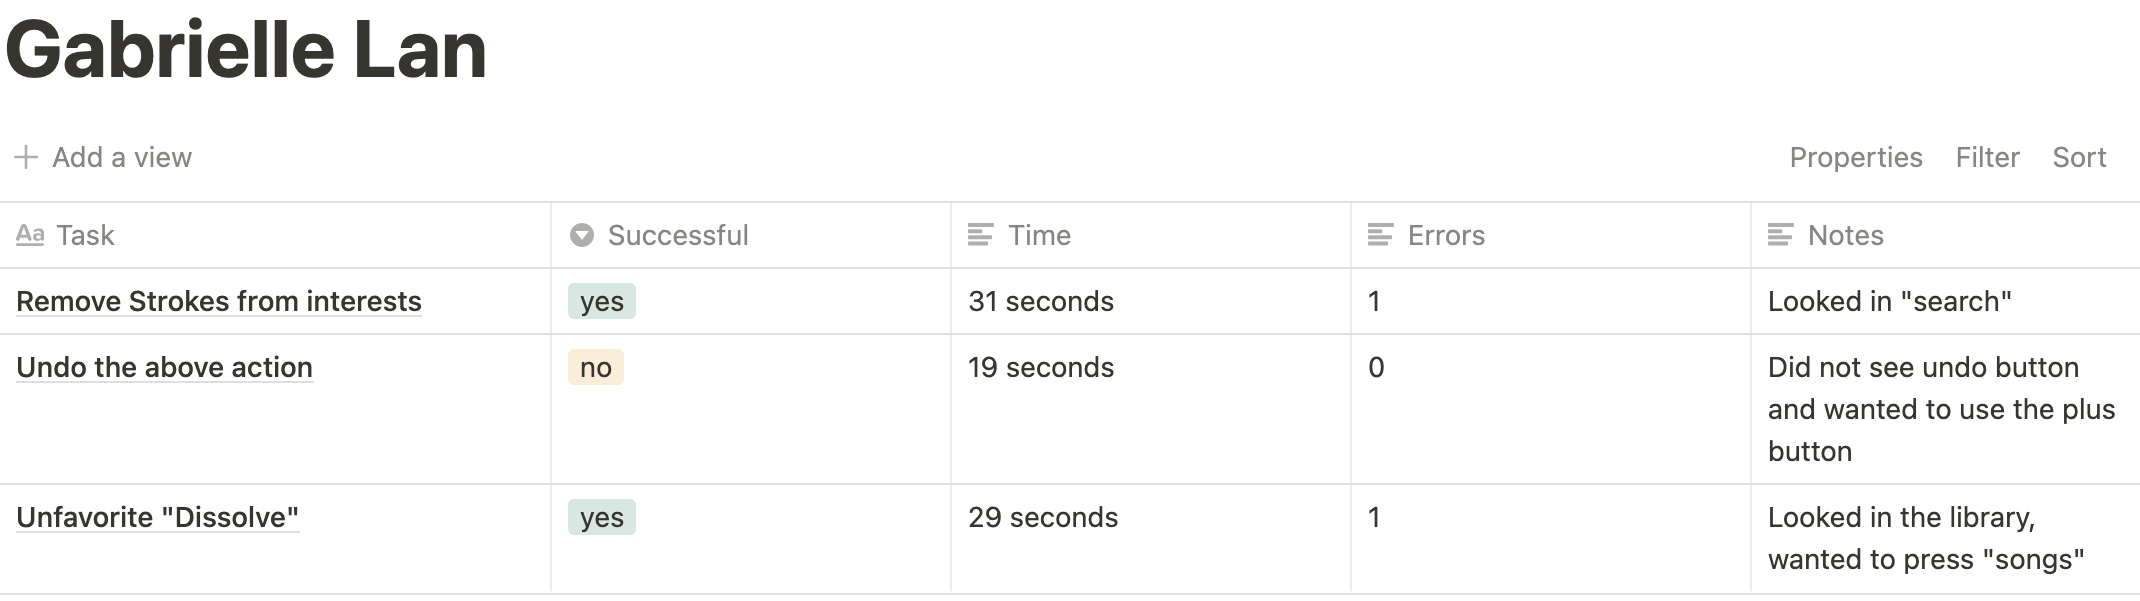 Gabrielle Lan
Add a view
Properties Filter Sort
Aa Task Successful Time Errors Notes
Remove Strokes from interests yes 31 seconds 1 Looked in "search"
Undo the above action no 19 seconds 0 Did not see undo button
and wanted to use the plus
button
Unfavorite "Dissolve" yes 29 seconds 1 Looked in the library,
wanted to press "songs"